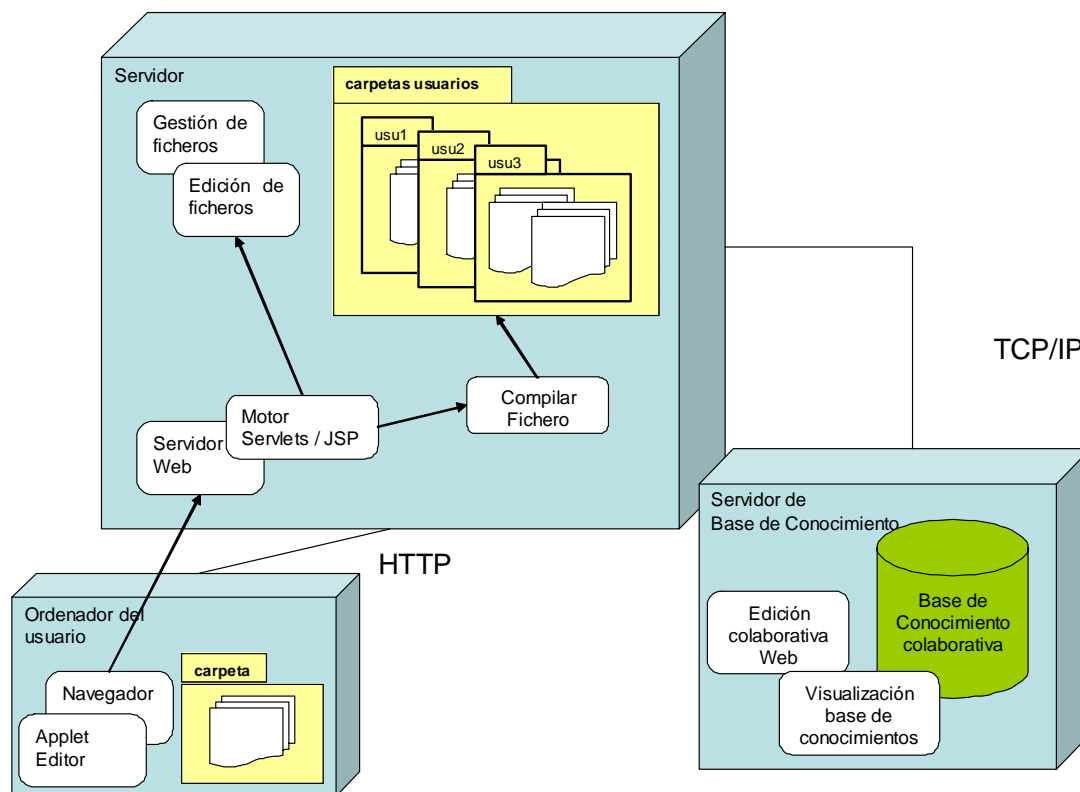 Servidor
carpetas usuarios
Gestión de
ficheros
usu1
usu2
usu3
Edición de
ficheros
TCP/IP
Motor
Servlets / JSP
Compilar
Fichero
Servidor
Web
HTTP
Servidor de
Base de Conocimiento
Ordenador del
usuario
Base de
Conocimiento
colaborativa
Edición
colaborativa
Web
carpeta
Navegador
Visualización
base de
conocimientos
Applet
Editor